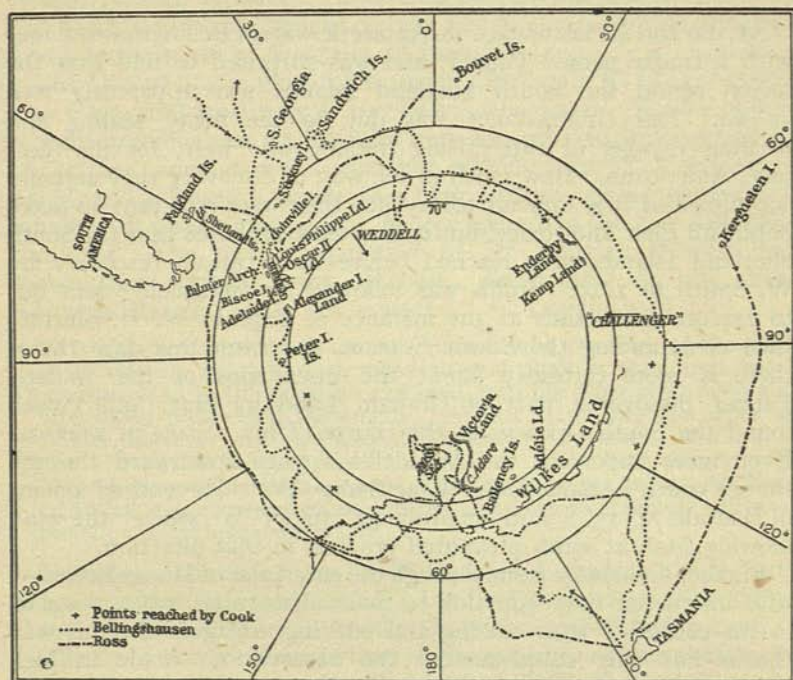 30°
0
30°
60°
60°
Bouvet Is.
S. Georgia
Sandwich Is.
Falkland Is.
S. Orkney I.
SOUTH
AMERICA
S. Shetland Is.
Joinville I.
Louis Philippe Ld.
Oscar II
Ld.
Palmer Arch.
Biscoe I.
Adelaide I.
Alexander I.
Land
Peter I.
Is.
WEDDELL
70°
Enderby
Land
Kemp Land
Kerguelen I.
"CHALLENGER"
90°
90°
Victoria
Land
C. Adare
Balleny Is.
Adélie Ld.
Wilkes Land
60°
120°
120°
150°
180°
150°
TASMANIA
Points reached by Cook
Bellingshausen
Ross